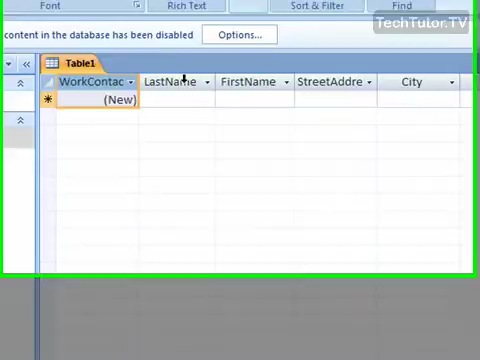 Font
Rich Text
Sort & Filter
Find
TechTutor.TV
content in the database has been disabled
Options...
Table1
WorkContac
LastName
FirstName
StreetAddre
City
(New)